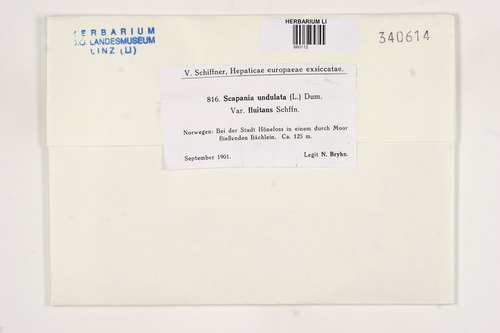 HERBARIUM
O.Ö. LANDESMUSEUM
LINZ (LI)
HERBARIUM LI
340614
V. Schiffner, Hepaticae europaeae exsiccatae.
816. Scapania undulata (L.) Dum.
Var. fluitans Schffn.
Norwegen: Bei der Stadt Hönefoss in einem durch Moor
fließenden Bächlein. Ca. 125 m.
September 1901. Legit N. Bryhn.